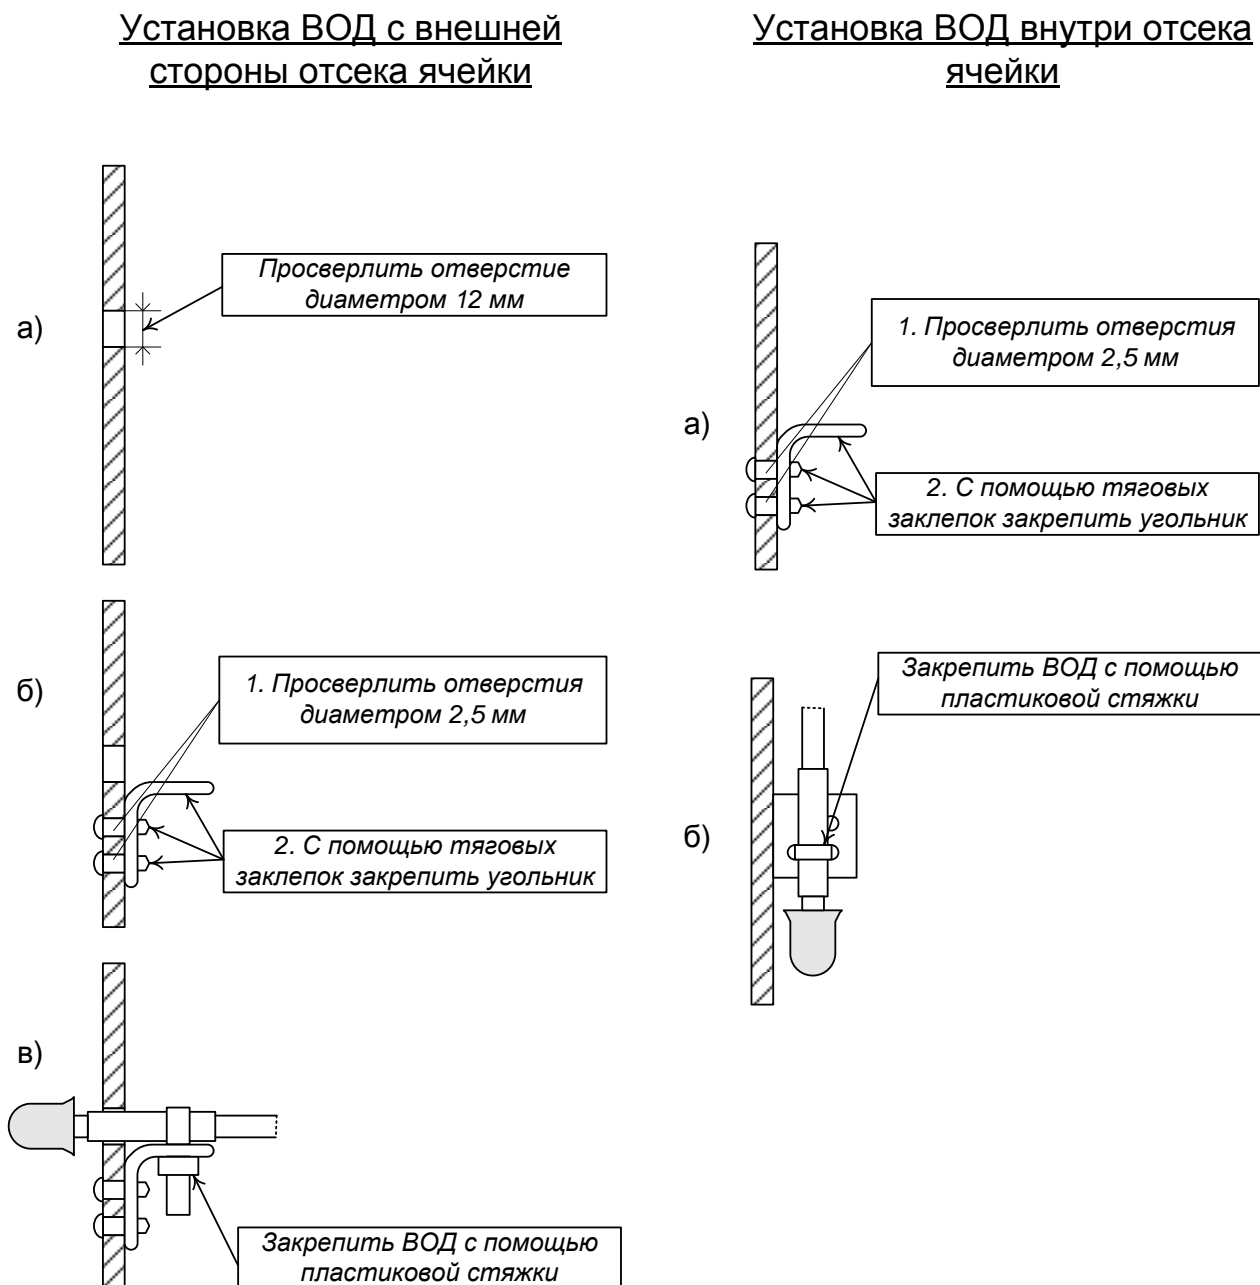 Установка ВОД с внешней
стороны отсека ячейки
а)
Просверлить отверстие
диаметром 12 мм
б)
1. Просверлить отверстия
диаметром 2,5 мм
2. С помощью тяговых
заклепок закрепить угольник
в)
Закрепить ВОД с помощью
пластиковой стяжки
Установка ВОД внутри отсека
ячейки
а)
1. Просверлить отверстия
диаметром 2,5 мм
2. С помощью тяговых
заклепок закрепить угольник
б)
Закрепить ВОД с помощью
пластиковой стяжки